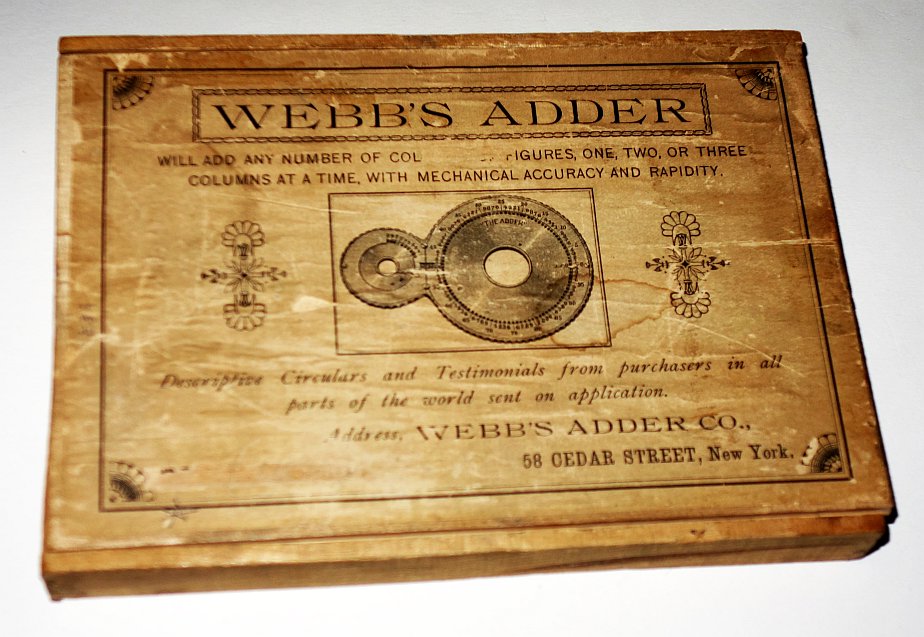 WEBB'S ADDER
WILL ADD ANY NUMBER OF COL FIGURES, ONE, TWO, OR THREE
COLUMNS AT A TIME, WITH MECHANICAL ACCURACY AND RAPIDITY.
"THE ADDER"
Descriptive Circulars and Testimonials from purchasers in all
parts of the world sent on application.
Address, WEBB'S ADDER CO.,
58 CEDAR STREET, New York.